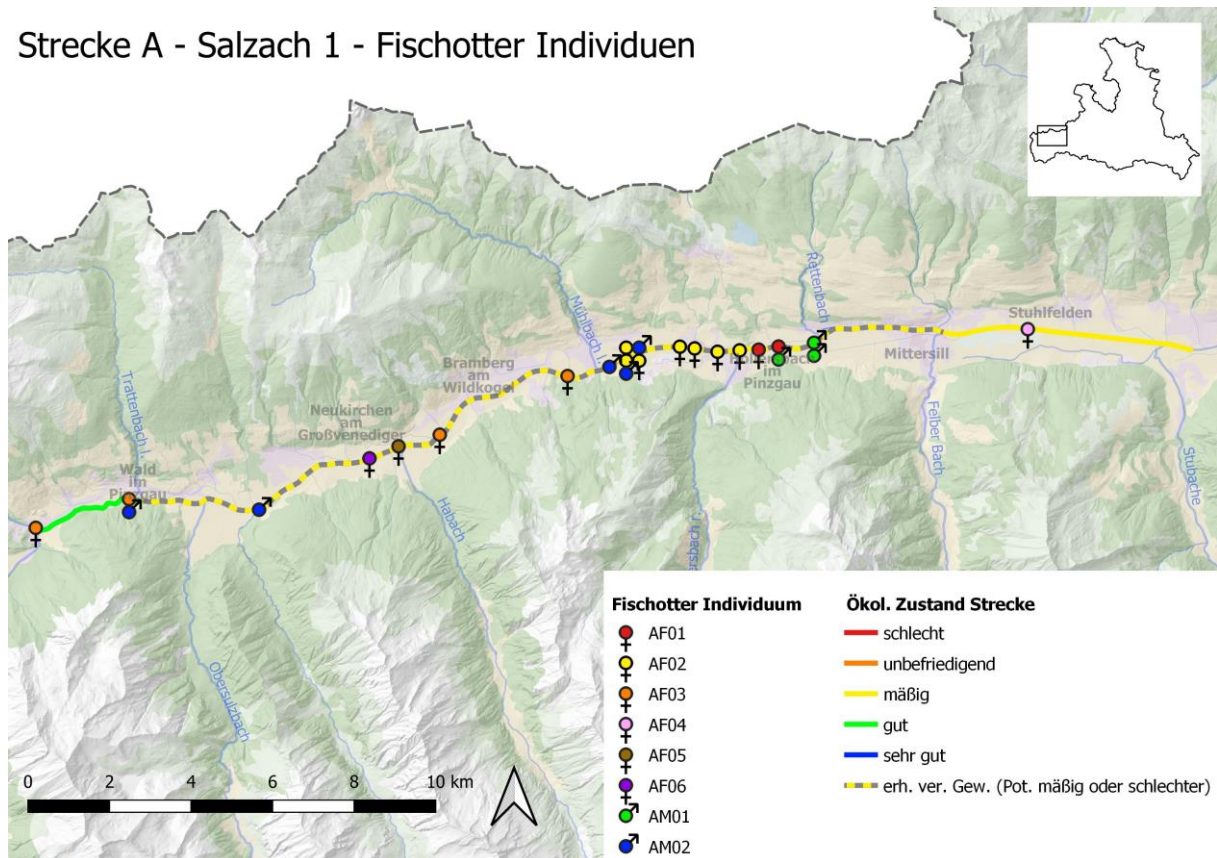 Strecke A - Salzach 1 - Fischotter Individuen
Rettenbach
Mühlbach i.
Stuhlfelden
Mittersill
Bramberg
am
Wildkogel
im
Pinzgau
Trattenbach i.
Neukirchen
am
Großvenediger
Felber Bach
Stubache
Wald
im
Pinzgau
Habach
Obersulzbach
0 2 4 6 8 10 km
Fischotter Individuum
AF01
AF02
AF03
AF04
AF05
AF06
AM01
AM02
Ökol. Zustand Strecke
schlecht
unbefriedigend
mäßig
gut
sehr gut
erh. ver. Gew. (Pot. mäßig oder schlechter)